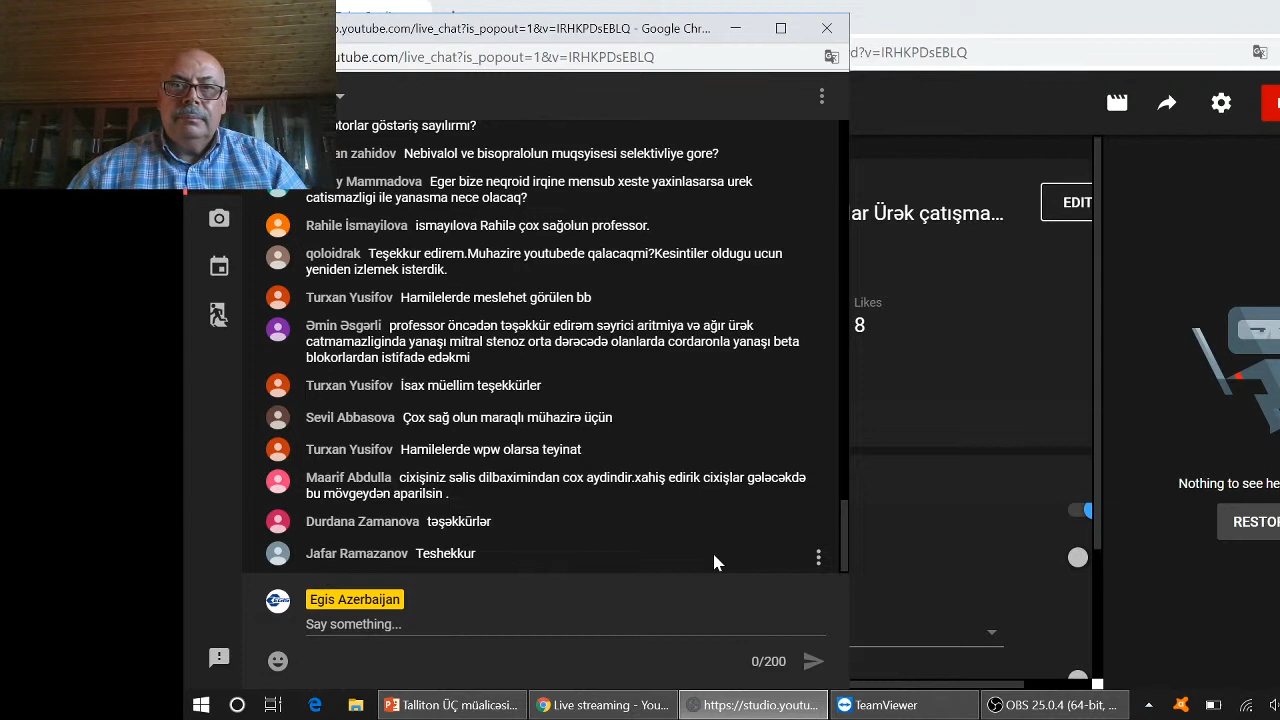 o.youtube.com/live_chat?is_popout=1&v=IRHKPDsEBLQ - Google Chr...
utube.com/live_chat?is_popout=1&v=IRHKPDsEBLQ
d?v=IRHKPDsEBLQ
otorlar göstəriş sayılırmı?
an zahidov Nebivalol ve bisopralolun muqsyisesi selektivliye gore?
y Mammadova Eger bize neqroid irqine mensub xeste yaxinlasarsa urek
catismazligi ile yanasma nece olacaq?
Rahile İsmayilova ismayılova Rahilə çox sağolun professor.
qoloidrak Teşekkur edirem.Muhazire youtubede qalacaqmi?Kesintiler oldugu ucun
yeniden izlemek isterdik.
Turxan Yusifov Hamilelerde meslehet görülen bb
Əmin Əsgərli professor öncədən təşəkkür edirəm səyrici aritmiya və ağır ürək
catmamazliginda yanaşı mitral stenoz orta dərəcədə olanlarda cordaronla yanaşı beta
blokorlardan istifadə edəkmi
Turxan Yusifov İsax müellim teşekkürler
Sevil Abbasova Çox sağ olun maraqlı mühazirə üçün
Turxan Yusifov Hamilelerde wpw olarsa teyinat
Maarif Abdulla cixişiniz səlis dilbaximindan cox aydindir.xahiş edirik cixişlar gələcəkdə
bu mövgeydən aparilsin .
Durdana Zamanova təşəkkürlər
Jafar Ramazanov Teshekkur
Egis Azerbaijan
Say something...
0/200
EDIT
ar Ürək çatışma...
Likes
8
Nothing to see he
RESTO
Talliton ÜÇ müalicəsi...
Live streaming - You...
https://studio.youtu...
TeamViewer
OBS 25.0.4 (64-bit, ...